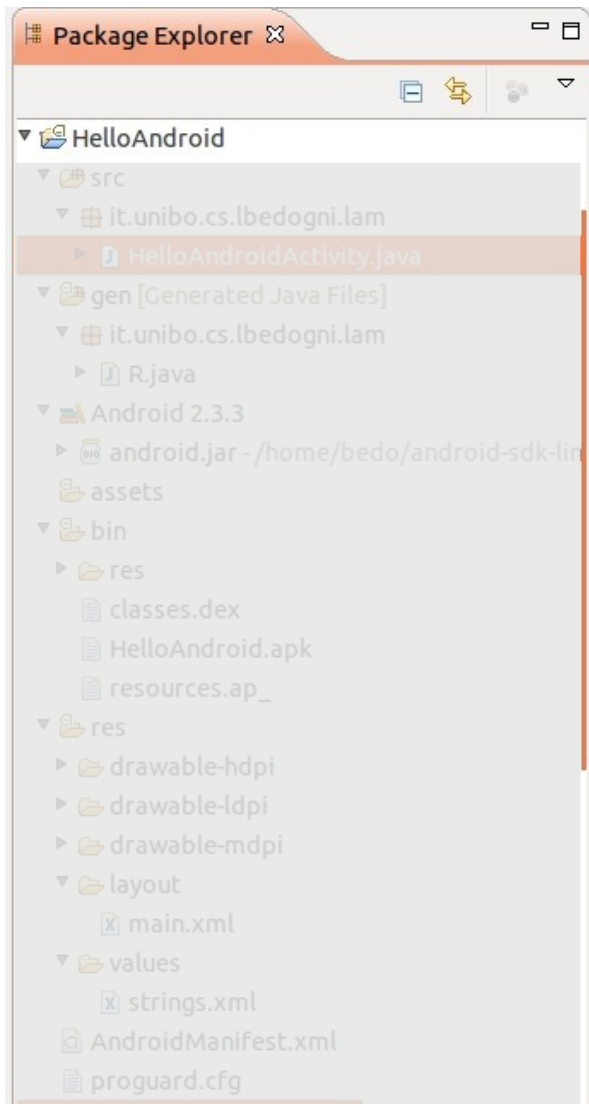 Package Explorer
HelloAndroid
src
it.unibo.cs.lbedogni.lam
HelloAndroidActivity.java
gen [Generated Java Files]
it.unibo.cs.lbedogni.lam
R.java
Android 2.3.3
android.jar - /home/bedo/android-sdk-lin
assets
bin
res
classes.dex
HelloAndroid.apk
resources.ap_
res
drawable-hdpi
drawable-ldpi
drawable-mdpi
layout
main.xml
values
strings.xml
AndroidManifest.xml
proguard.cfg